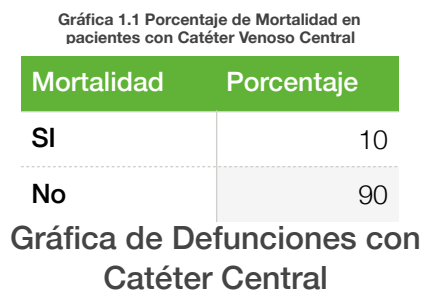 Gráfica 1.1 Porcentaje de Mortalidad en
pacientes con Catéter Venoso Central
Mortalidad Porcentaje
SI 10
No 90
Gráfica de Defunciones con
Catéter Central